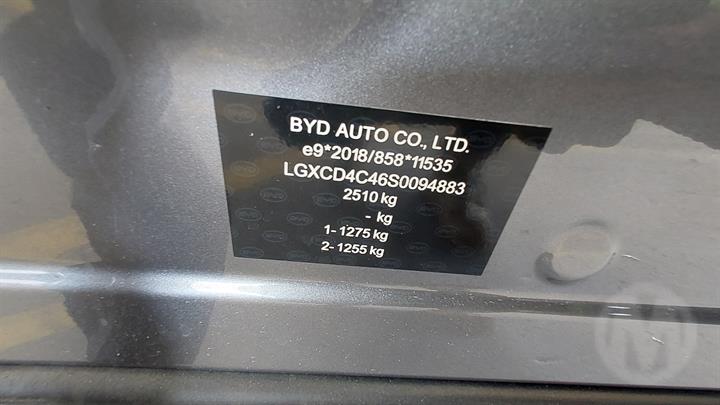 BYD AUTO CO., LTD.
e9*2018/858*11535
LGXCD4C46S0094883
2510 kg
- kg
1- 1275 kg
2- 1255 kg